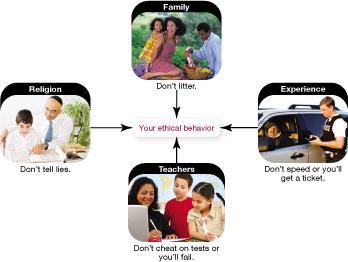 Family
Don't litter.
Religion
Don't tell lies.
Your ethical behavior
Experience
Don't speed or you'll
get a ticket.
Teachers
Don't cheat on tests or
you'll fail.